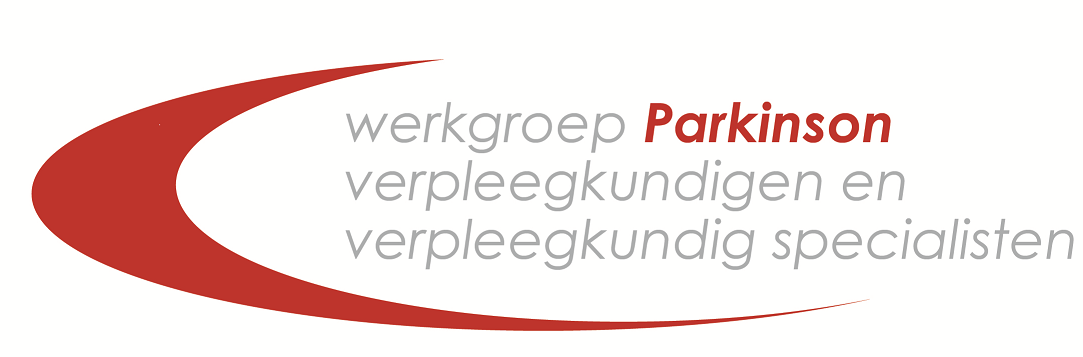 werkgroep Parkinson
verpleegkundigen en
verpleegkundig specialisten